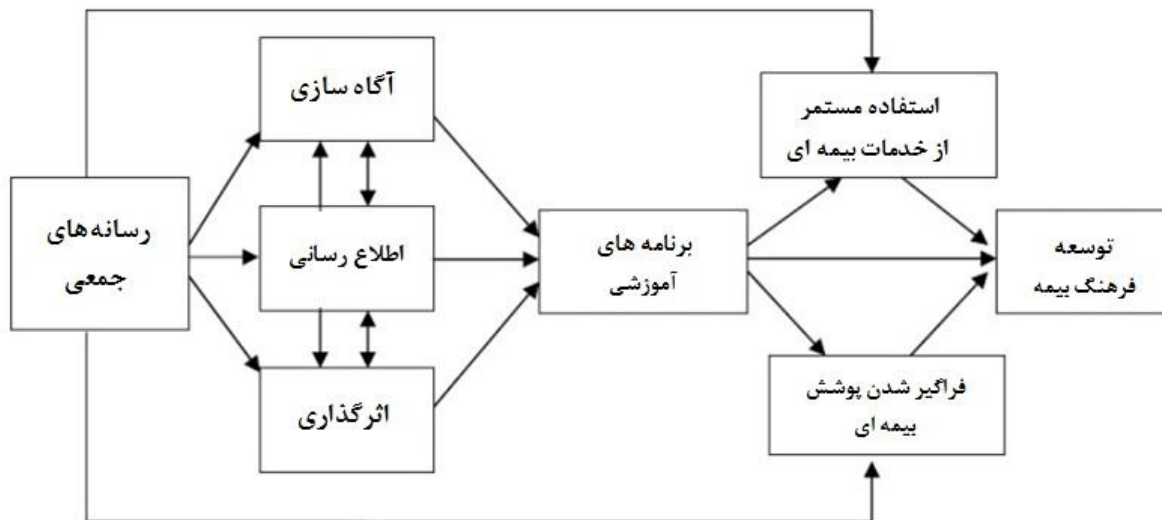 آگاه سازی
استفاده مستمر
از خدمات بیمه ای
رسانه‌های
جمعی
اطلاع رسانی
برنامه های
آموزشی
توسعه
فرهنگ بیمه
اثرگذاری
فراگیر شدن پوشش
بیمه ای